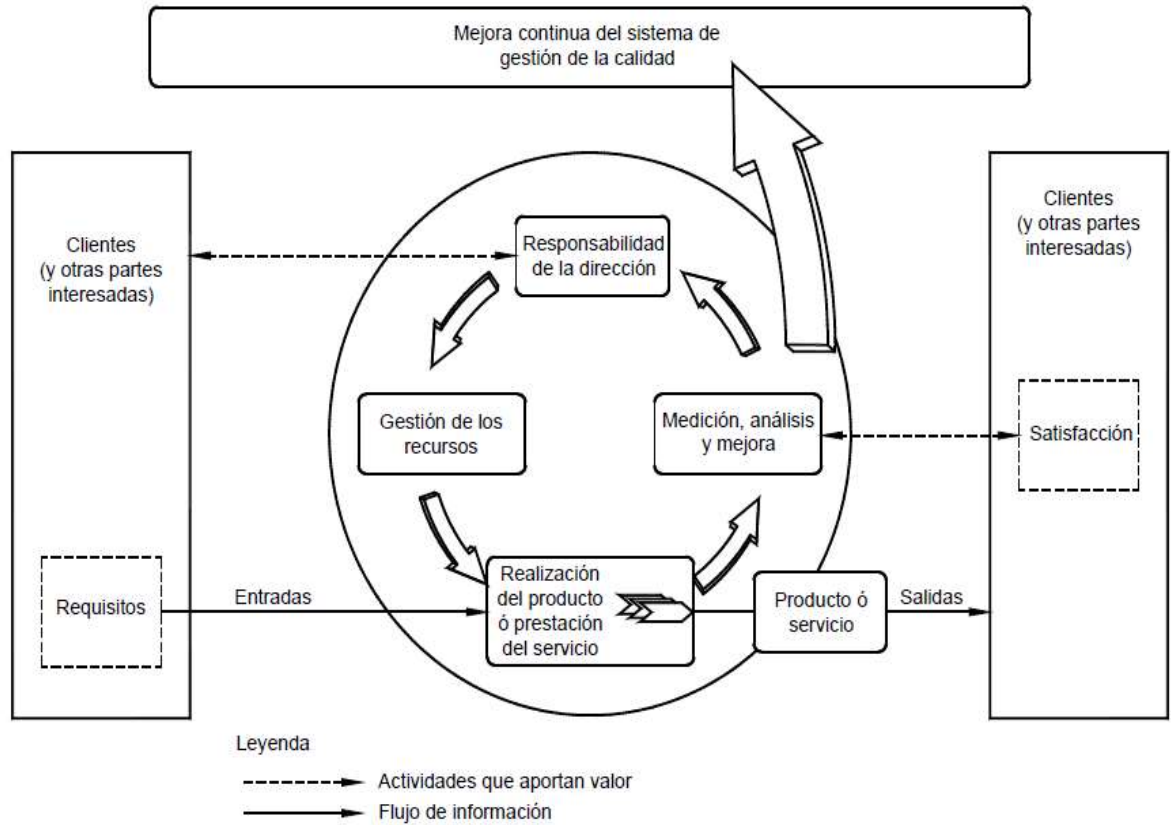 Mejora continua del sistema de
gestión de la calidad
Clientes
(y otras partes
interesadas)
Responsabilidad
de la dirección
Clientes
(y otras partes
interesadas)
Gestión de los
recursos
Medición, análisis
y mejora
Satisfacción
Requisitos
Entradas
Realización
del producto
ó prestación
del servicio
Producto ó
servicio
Salidas
Leyenda
Actividades que aportan valor
Flujo de información